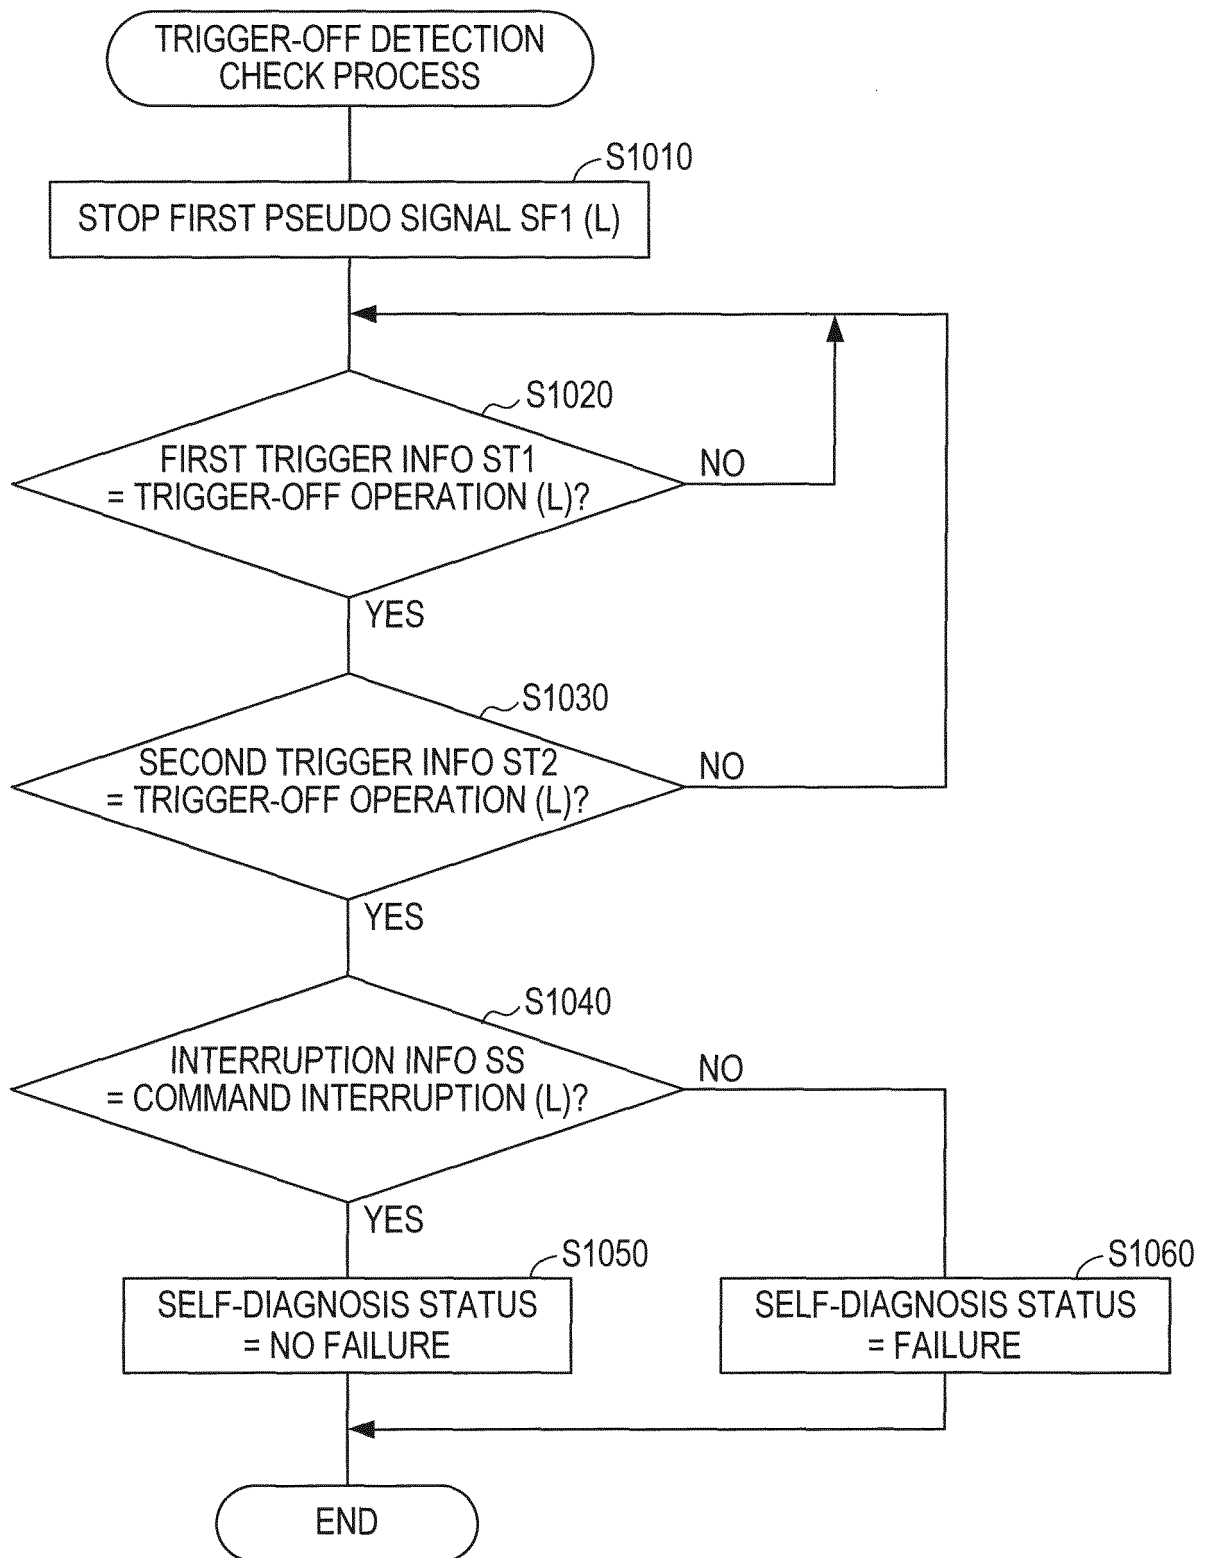 TRIGGER-OFF DETECTION
CHECK PROCESS
S1010
STOP FIRST PSEUDO SIGNAL SF1 (L)
S1020
FIRST TRIGGER INFO ST1
= TRIGGER-OFF OPERATION (L)?
NO
YES
S1030
SECOND TRIGGER INFO ST2
= TRIGGER-OFF OPERATION (L)?
NO
YES
S1040
INTERRUPTION INFO SS
= COMMAND INTERRUPTION (L)?
NO
YES
S1050
SELF-DIAGNOSIS STATUS
= NO FAILURE
S1060
SELF-DIAGNOSIS STATUS
= FAILURE
END